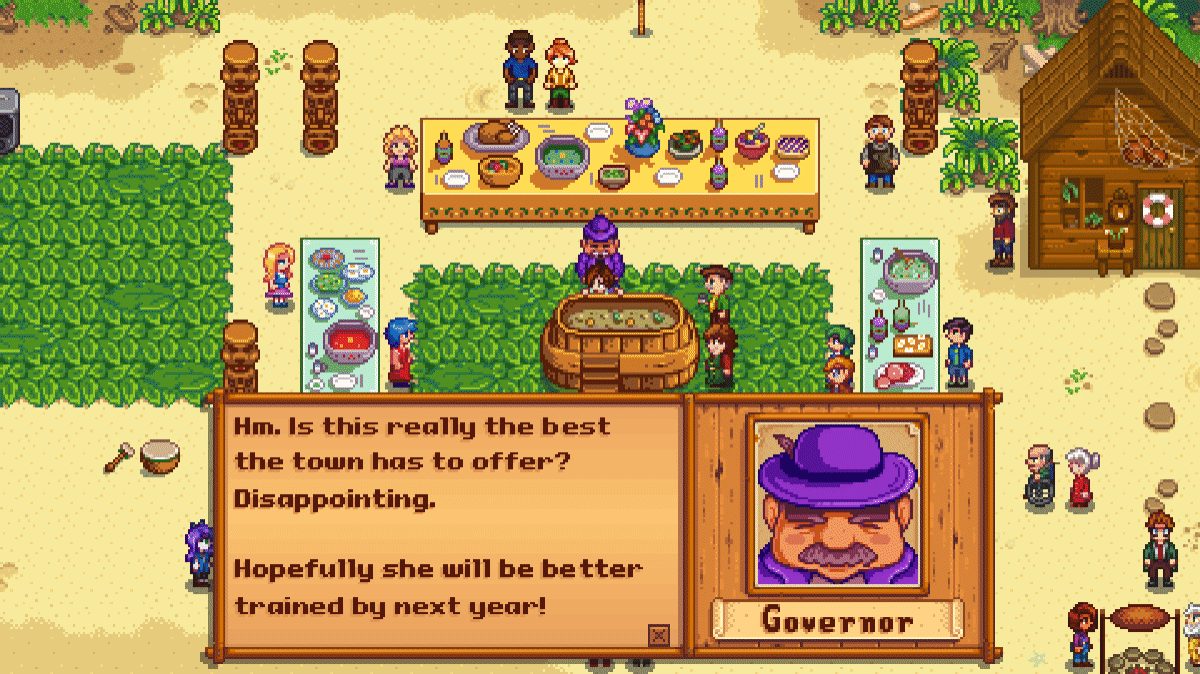 Hm. Is this really the best
the town has to offer?
Disappointing.
Hopefully she will be better
trained by next year!
Governor